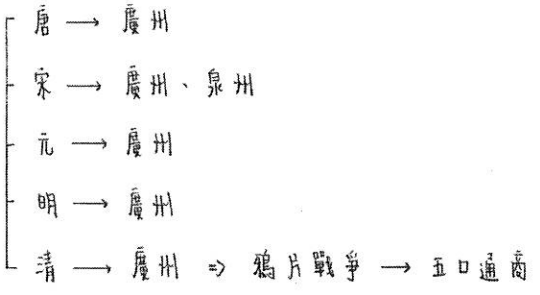 唐 → 廣州
宋 → 廣州、泉州
元 → 廣州
明 → 廣州
清 → 廣州 => 鴉片戰爭 → 五口通商